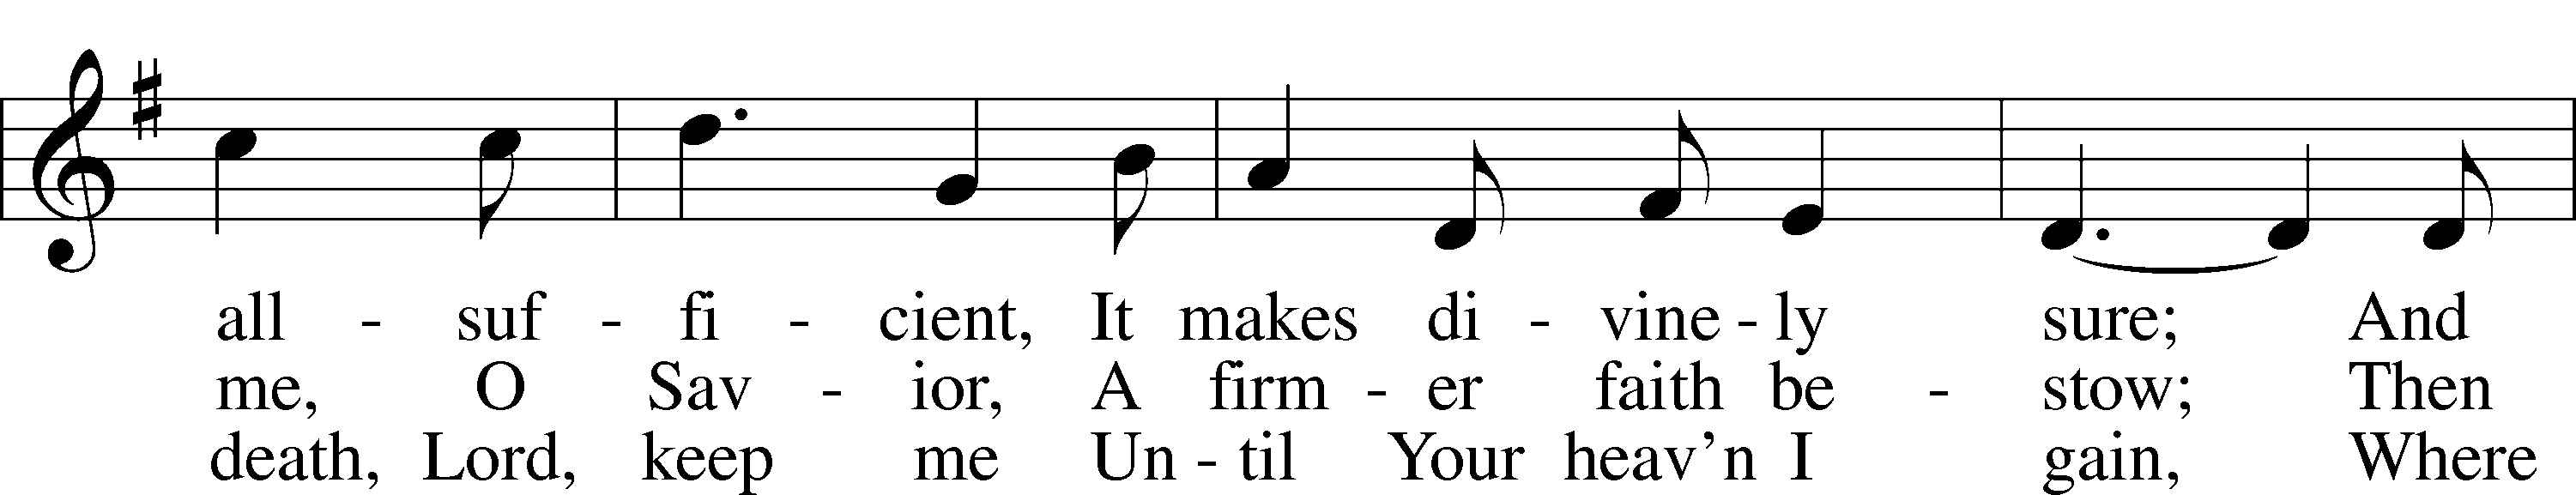 all - suf - fi - cient, It makes di - vine - ly sure; And
me, O Sav - ior, A firm - er faith be - stow; Then
death, Lord, keep me Un - til Your heav'n I gain, Where